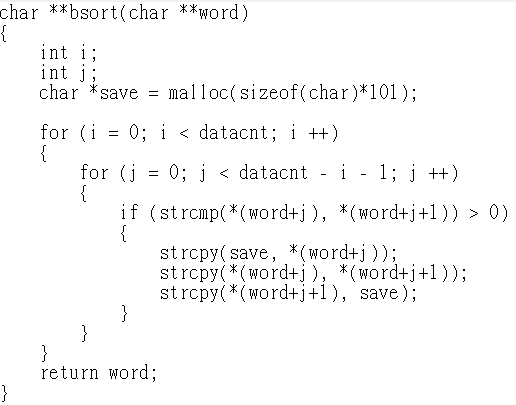 char **bsort(char **word)
{
    int i;
    int j;
    char *save = malloc(sizeof(char)*101);

    for (i = 0; i < datacnt; i ++)
    {
        for (j = 0; j < datacnt - i - 1; j ++)
        {
            if (strcmp(*(word+j), *(word+j+1)) > 0)
            {
                strcpy(save, *(word+j));
                strcpy(*(word+j), *(word+j+1));
                strcpy(*(word+j+1), save);
            }
        }
    }
    return word;
}